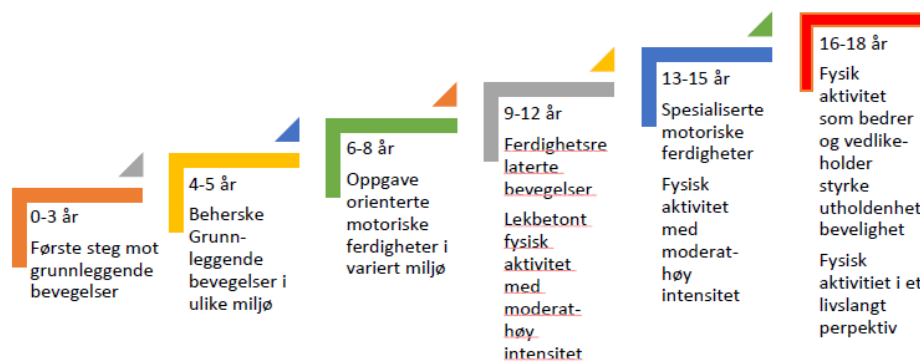 0-3 år
Første steg mot
grunnleggende
bevegelser
4-5 år
Beherske
Grunn-
leggende
bevegelser i
ulike miljø
6-8 år
Oppgave
orienterte
motoriske
ferdigheter i
variert miljø
9-12 år
Ferdighetsre
laterte
bevegelser
Lekbetont
fysisk
aktivitet
med
moderat-
høy
intensitet
13-15 år
Spesialiserte
motoriske
ferdigheter
Fysisk
aktivitet
med
moderat-
høy
intensitet
16-18 år
Fysik
aktivitet
som bedrer
og vedlike-
holder
styrke
utholdenhet
bevelighet
Fysisk
aktivitiet i et
livslangt
perpektiv